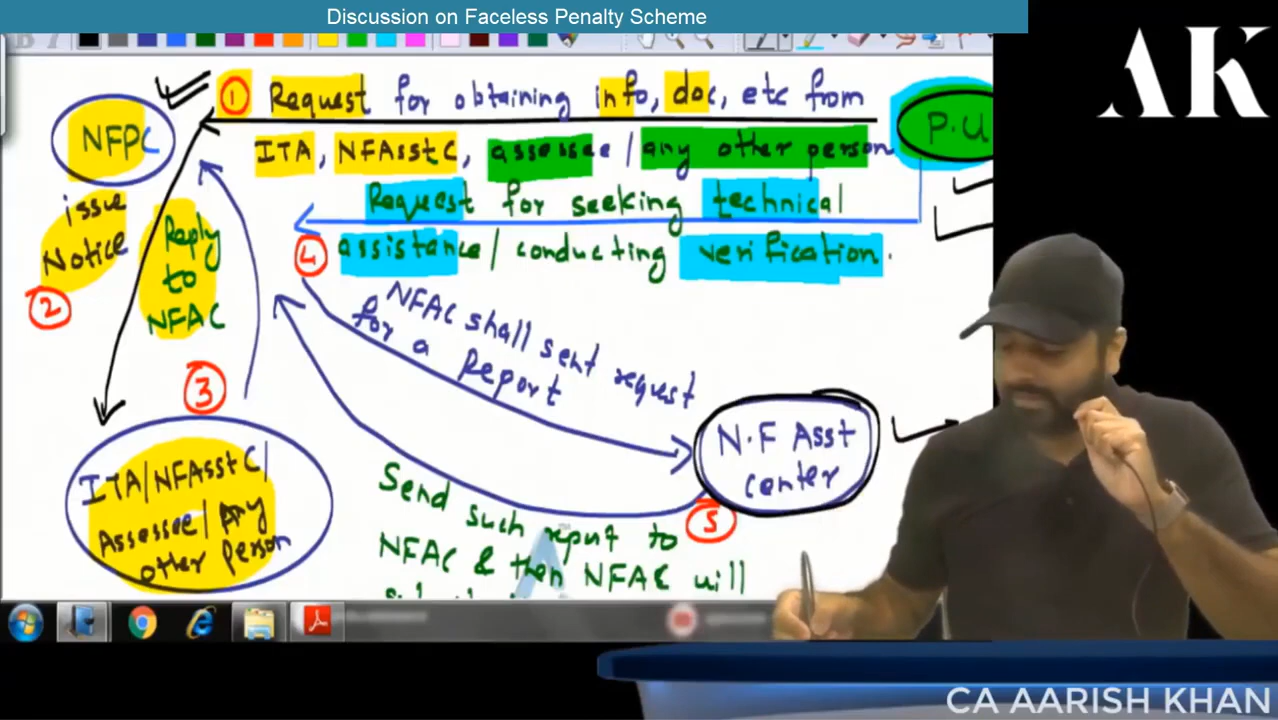 Discussion on Faceless Penalty Scheme
AK
1 Request for obtaining info, doc, etc from
NFPC
P.U
ITA, NFAsstC, assessee / any other person
issue
Notice
2
Request for seeking technical
4 assistance / conducting verification.
Reply
to
NFAC
3
NFAC shall sent request
for a Report
N.F Asst
center
5
ITA/NFAsstC/
Assessee/Any
other Person
Send such report to
NFAC & then NFAC will
CA AARISH KHAN